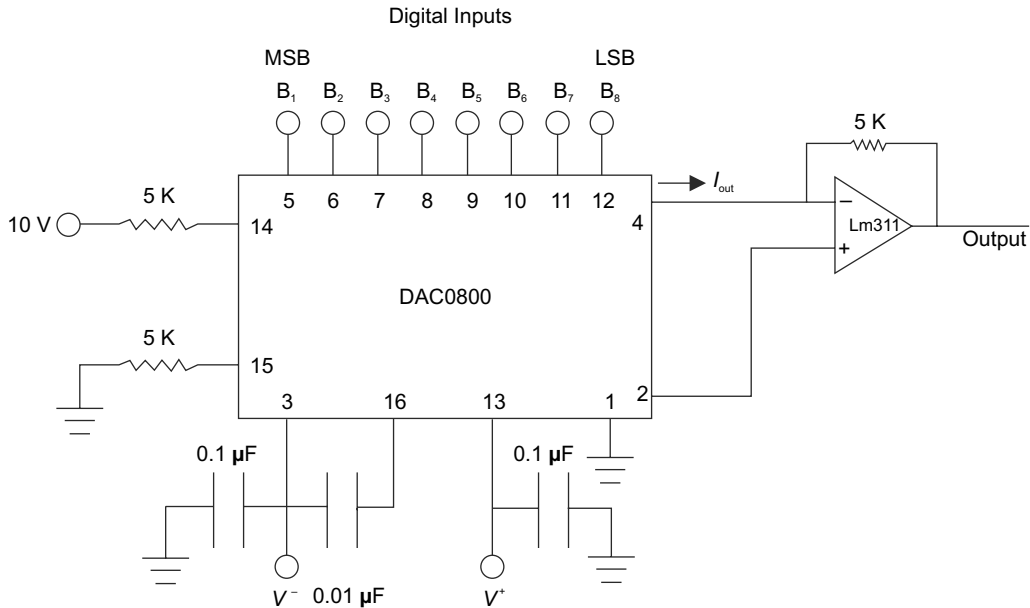 Digital Inputs
MSB LSB
B₁ B₂ B₃ B₄ B₅ B₆ B₇ B₈
5 K
5 K
I out
10 V
5 6 7 8 9 10 11 12
14
4
−
Lm311
+
Output
DAC0800
5 K
15
3 16 13 1 2
0.1 µF
0.1 µF
V⁻ 0.01 µF V⁺